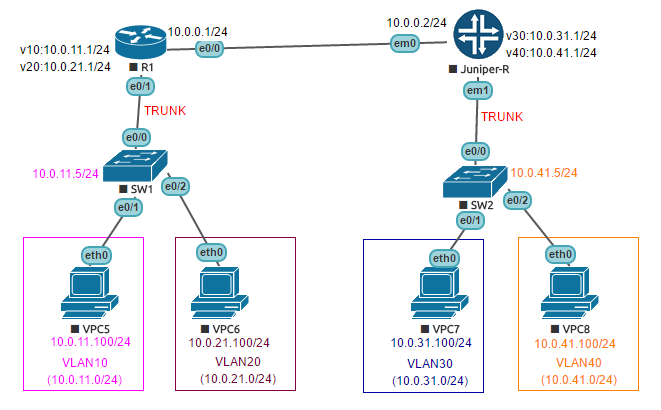 10.0.0.1/24
10.0.0.2/24
v10:10.0.11.1/24
v20:10.0.21.1/24
v30:10.0.31.1/24
v40:10.0.41.1/24
e0/0
em0
R1
Juniper-R
e0/1
em1
TRUNK
TRUNK
e0/0
e0/0
10.0.11.5/24
10.0.41.5/24
SW1
SW2
e0/1
e0/2
e0/1
e0/2
eth0
eth0
eth0
eth0
VPC5
VPC6
VPC7
VPC8
10.0.11.100/24
10.0.21.100/24
10.0.31.100/24
10.0.41.100/24
VLAN10
VLAN20
VLAN30
VLAN40
(10.0.11.0/24)
(10.0.21.0/24)
(10.0.31.0/24)
(10.0.41.0/24)